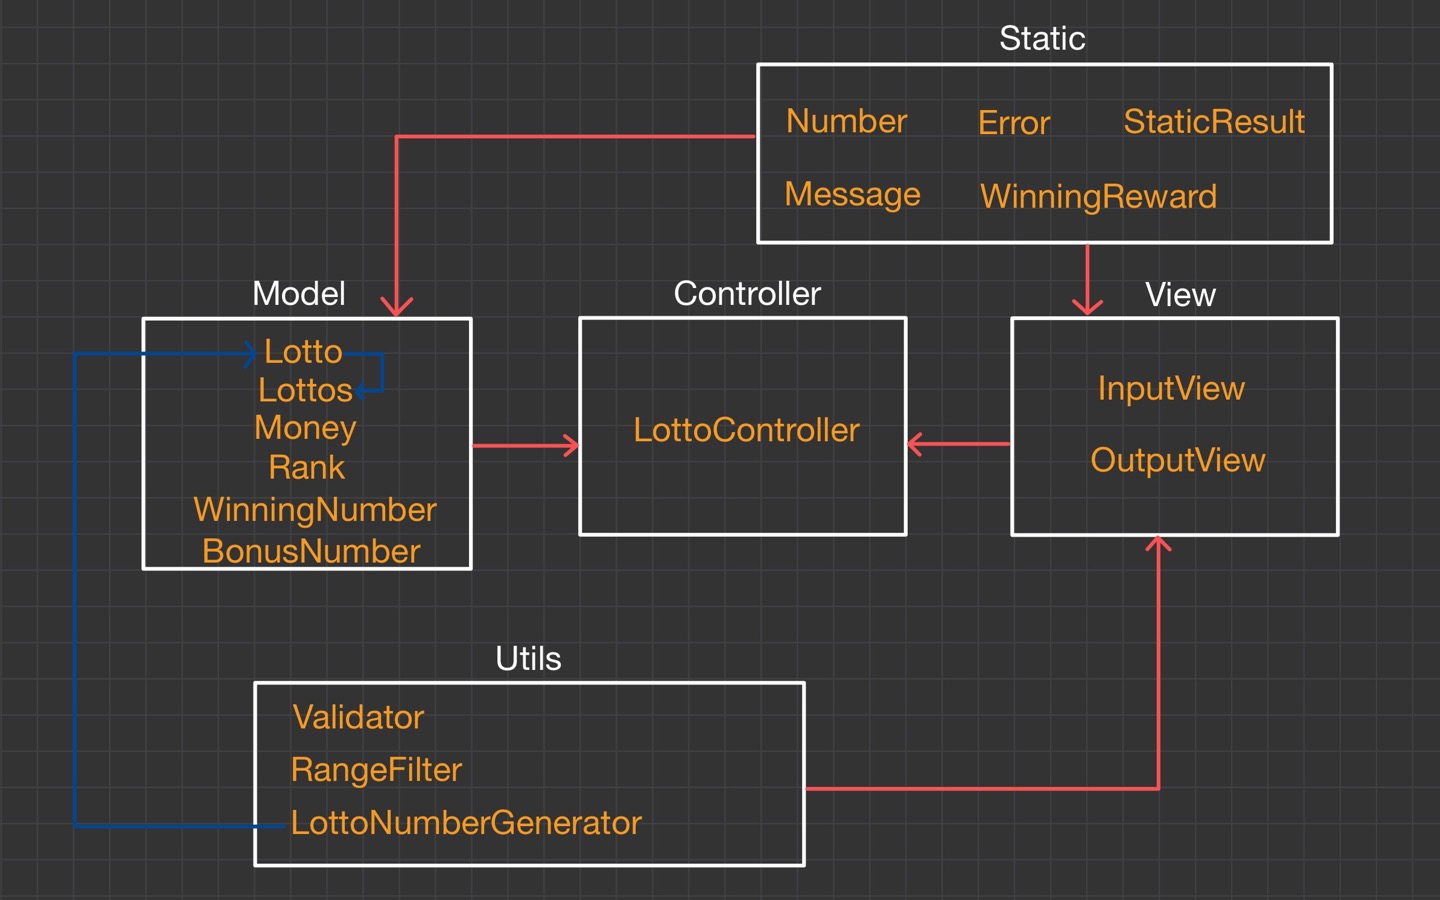 Static
Number Error StaticResult
Message WinningReward
Model
Lotto
Lottos
Money
Rank
WinningNumber
BonusNumber
Controller
LottoController
View
InputView
OutputView
Utils
Validator
RangeFilter
LottoNumberGenerator